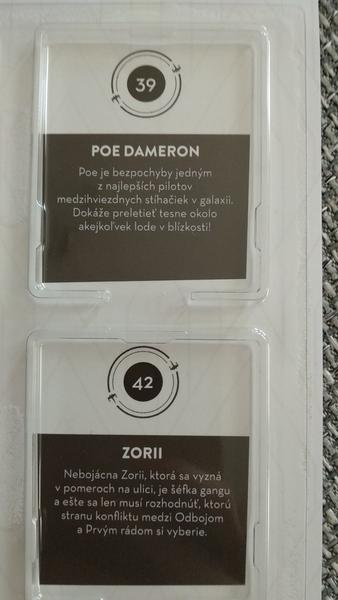 39
POE DAMERON
Poe je bezpochyby jedným
z najlepších pilotov
medzihviezdnych stíhačiek v galaxii.
Dokáže preletieť tesne okolo
akejkoľvek lode v blízkosti!
42
ZORII
Nebojácna Zorii, ktorá sa vyzná
v pomeroch na ulici, je šéfka gangu
a ešte sa len musí rozhodnúť, ktorú
stranu konfliktu medzi Odbojom
a Prvým rádom si vyberie.